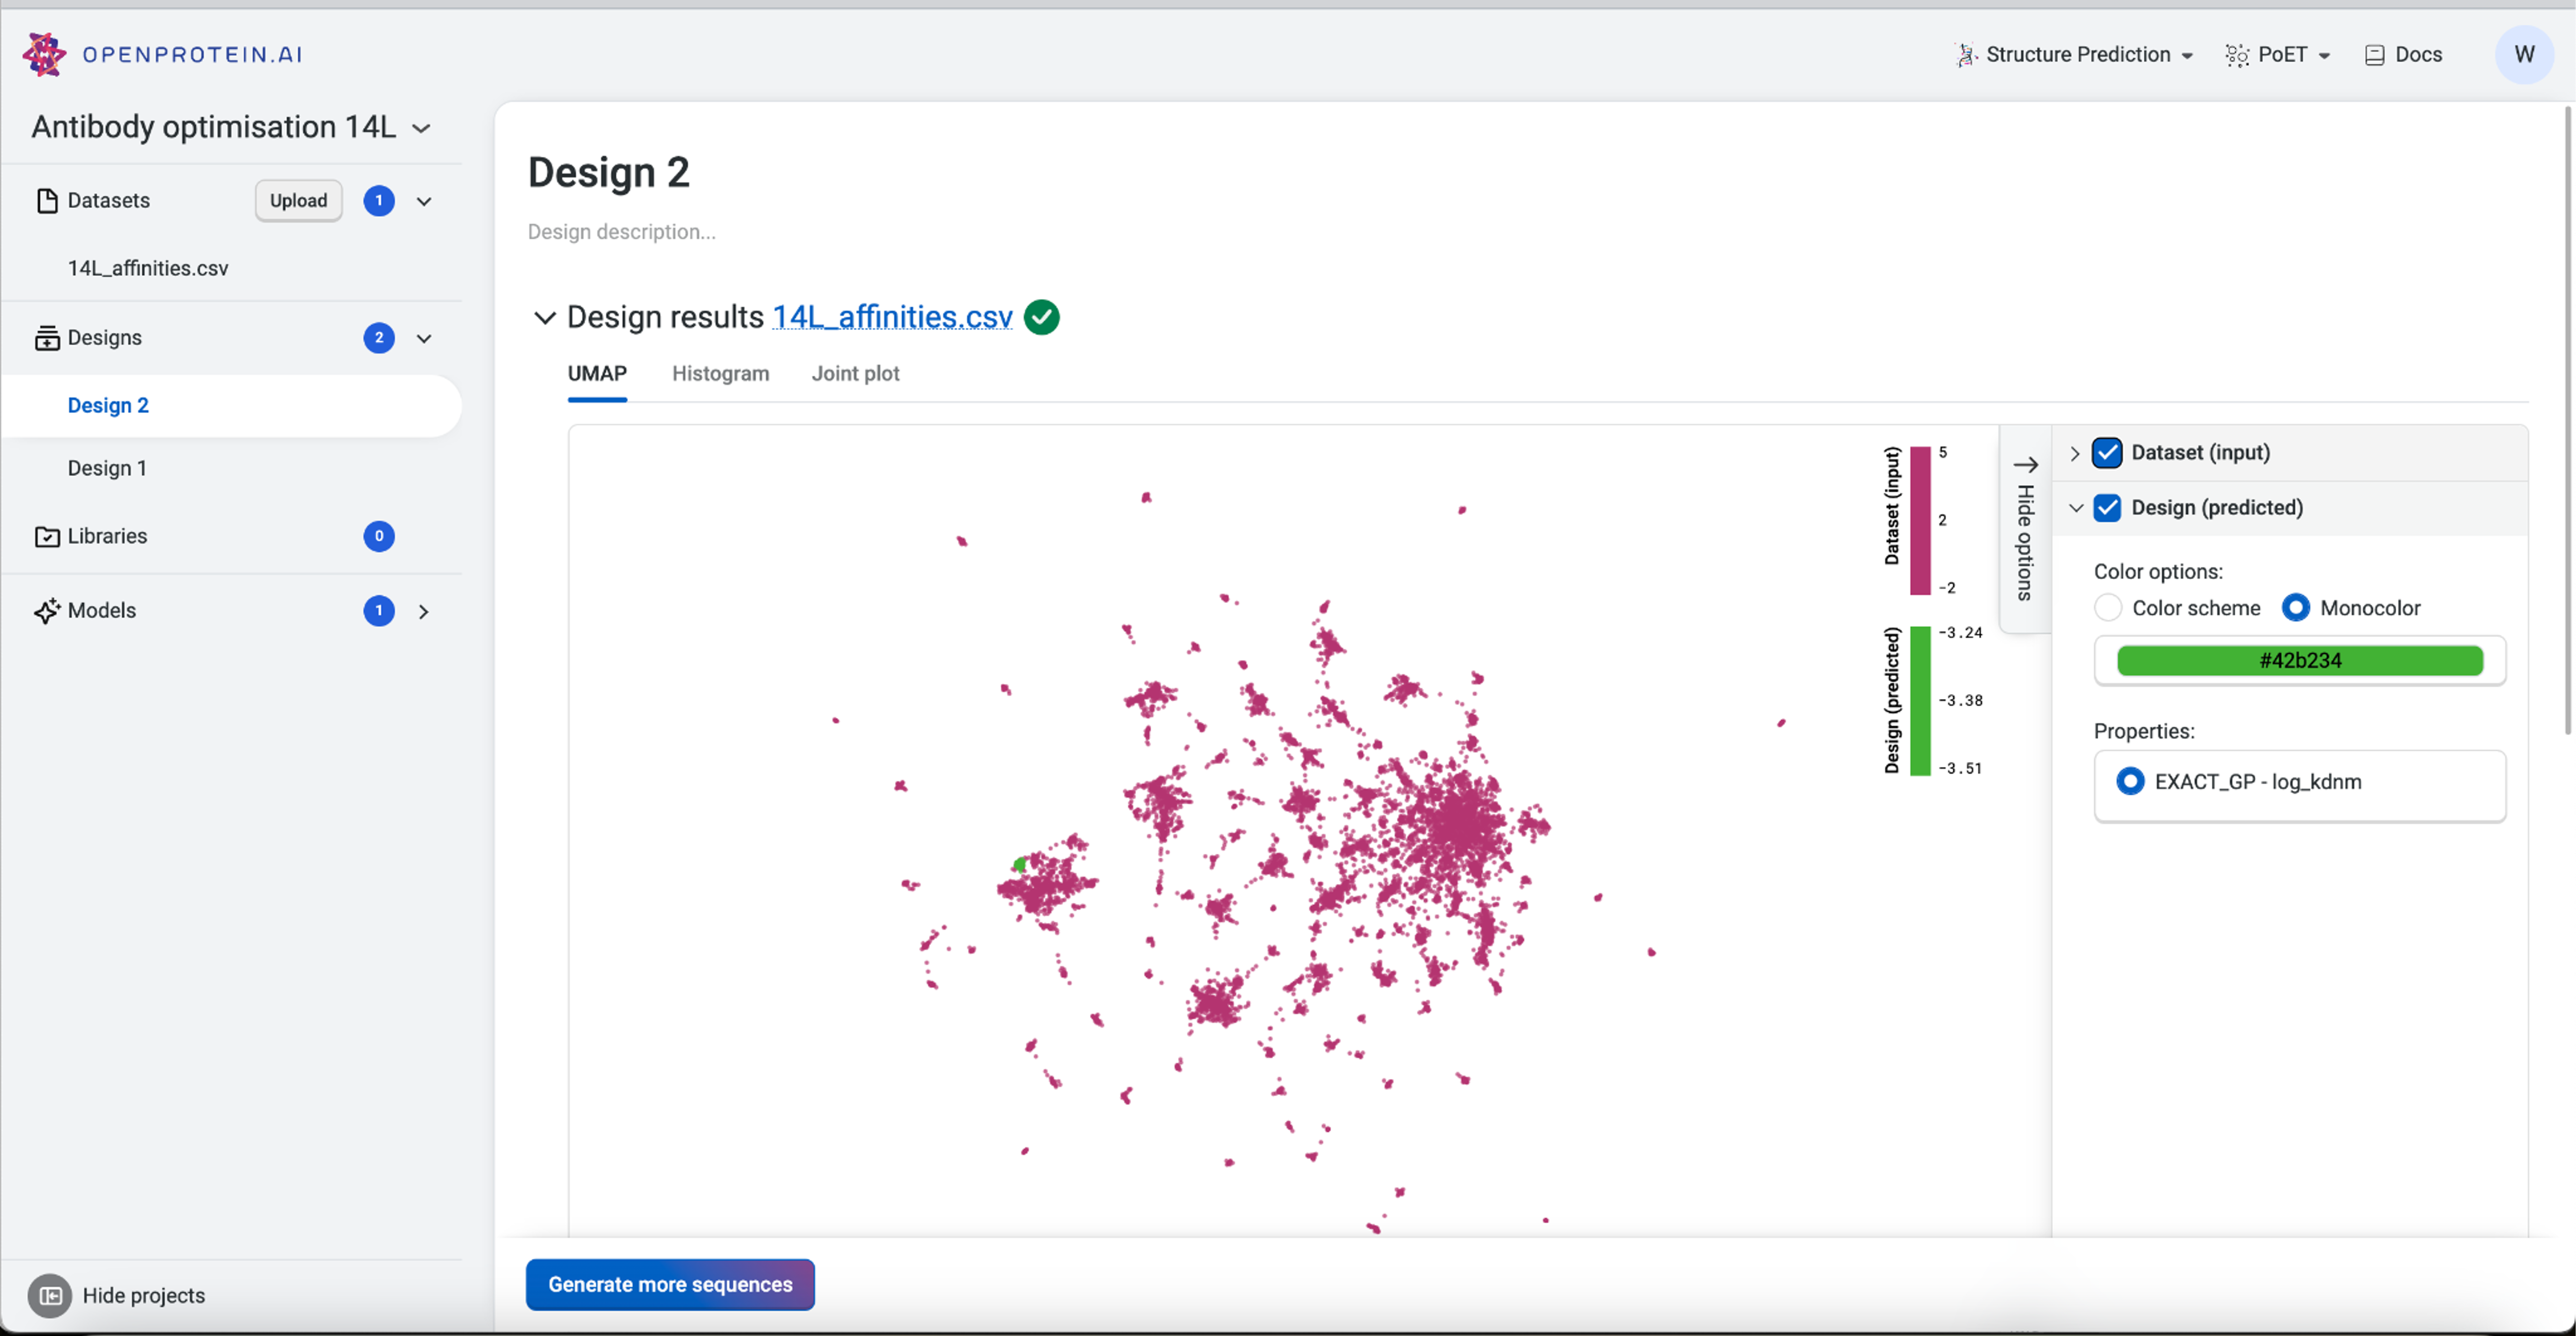 OPENPROTEIN.AI
Structure Prediction
PoET
Docs
W
Antibody optimisation 14L
Datasets
Upload
1
14L_affinities.csv
Designs
2
Design 2
Design 1
Libraries
0
Models
1
Hide projects
Design 2
Design description...
Design results 14L_affinities.csv
UMAP
Histogram
Joint plot
Dataset (input)
5
2
-2
Design (predicted)
-3.24
-3.38
-3.51
Hide options
Dataset (input)
Design (predicted)
Color options:
Color scheme
Monocolor
#42b234
Properties:
EXACT_GP - log_kdnm
Generate more sequences